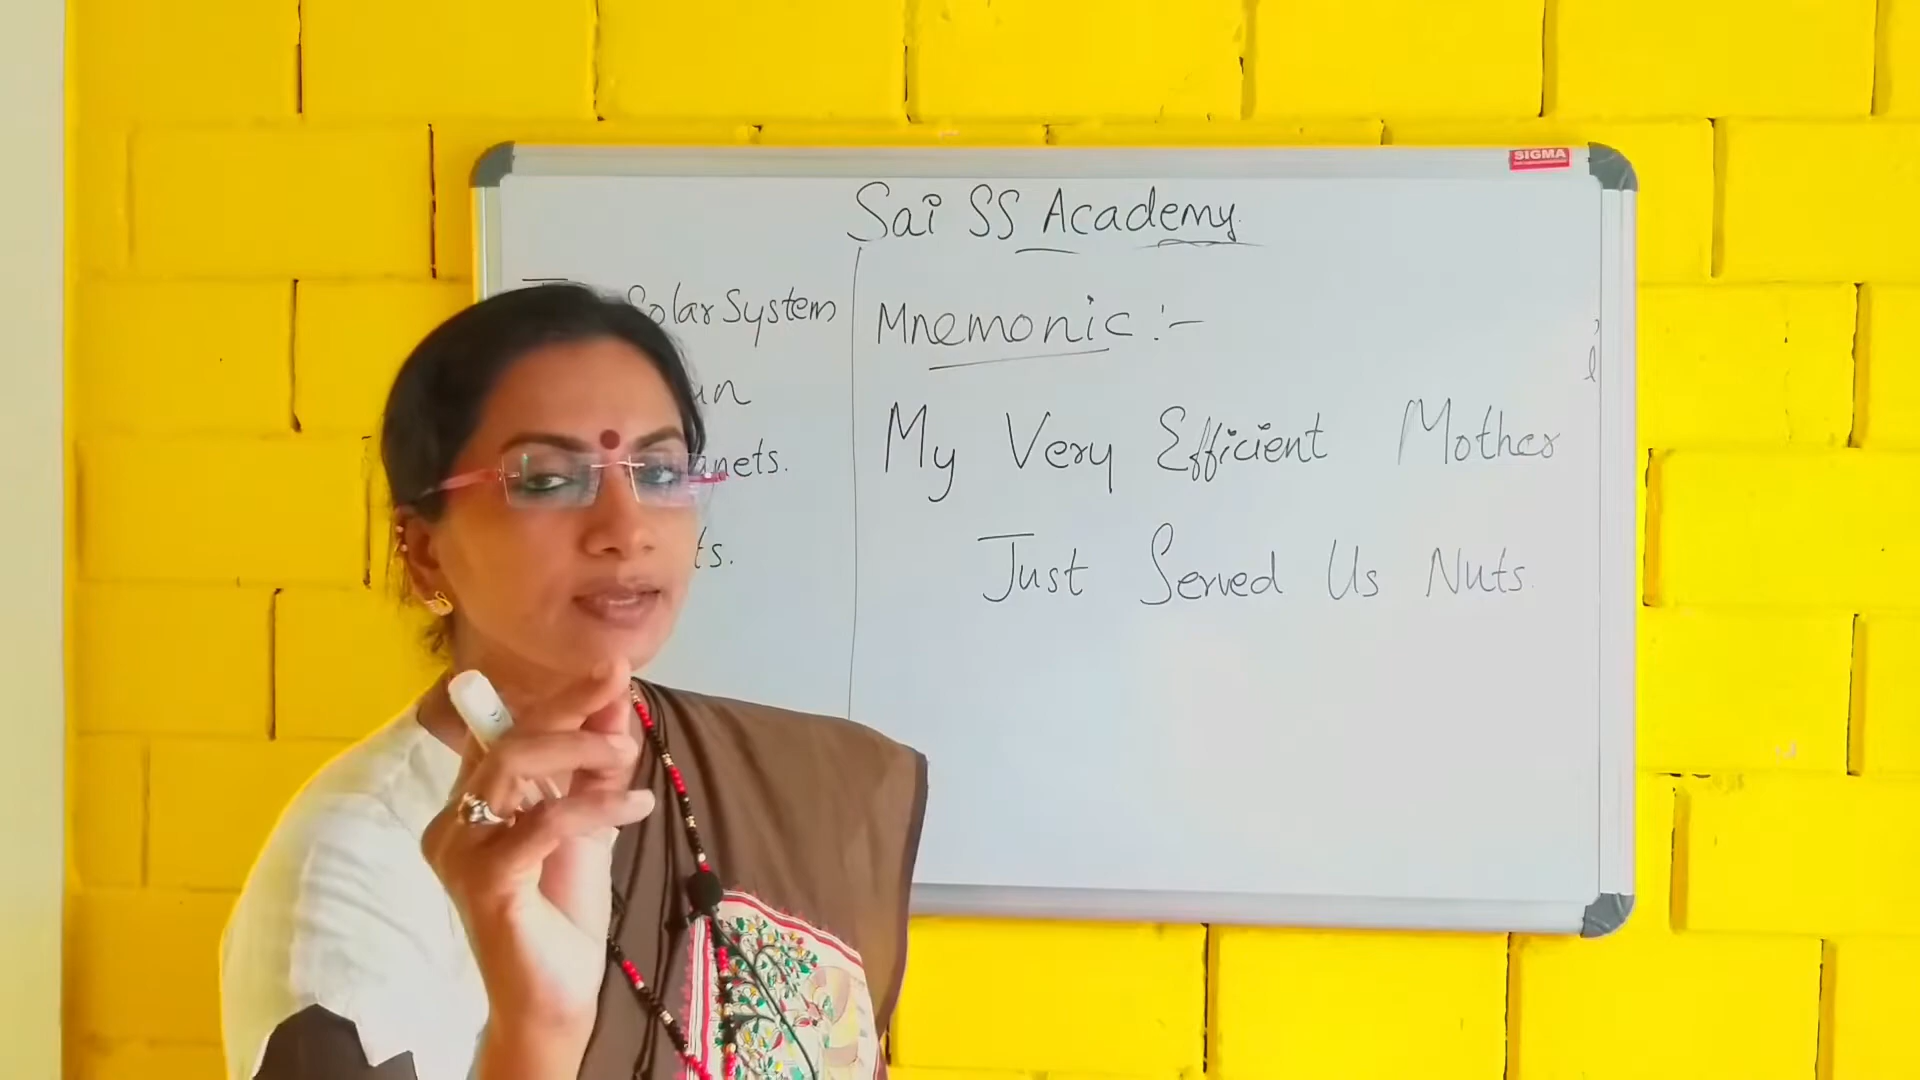 SIGMA
Sai SS Academy.
Solar System
Mnemonic :-
My Very Efficient Mother
Just Served Us Nuts.